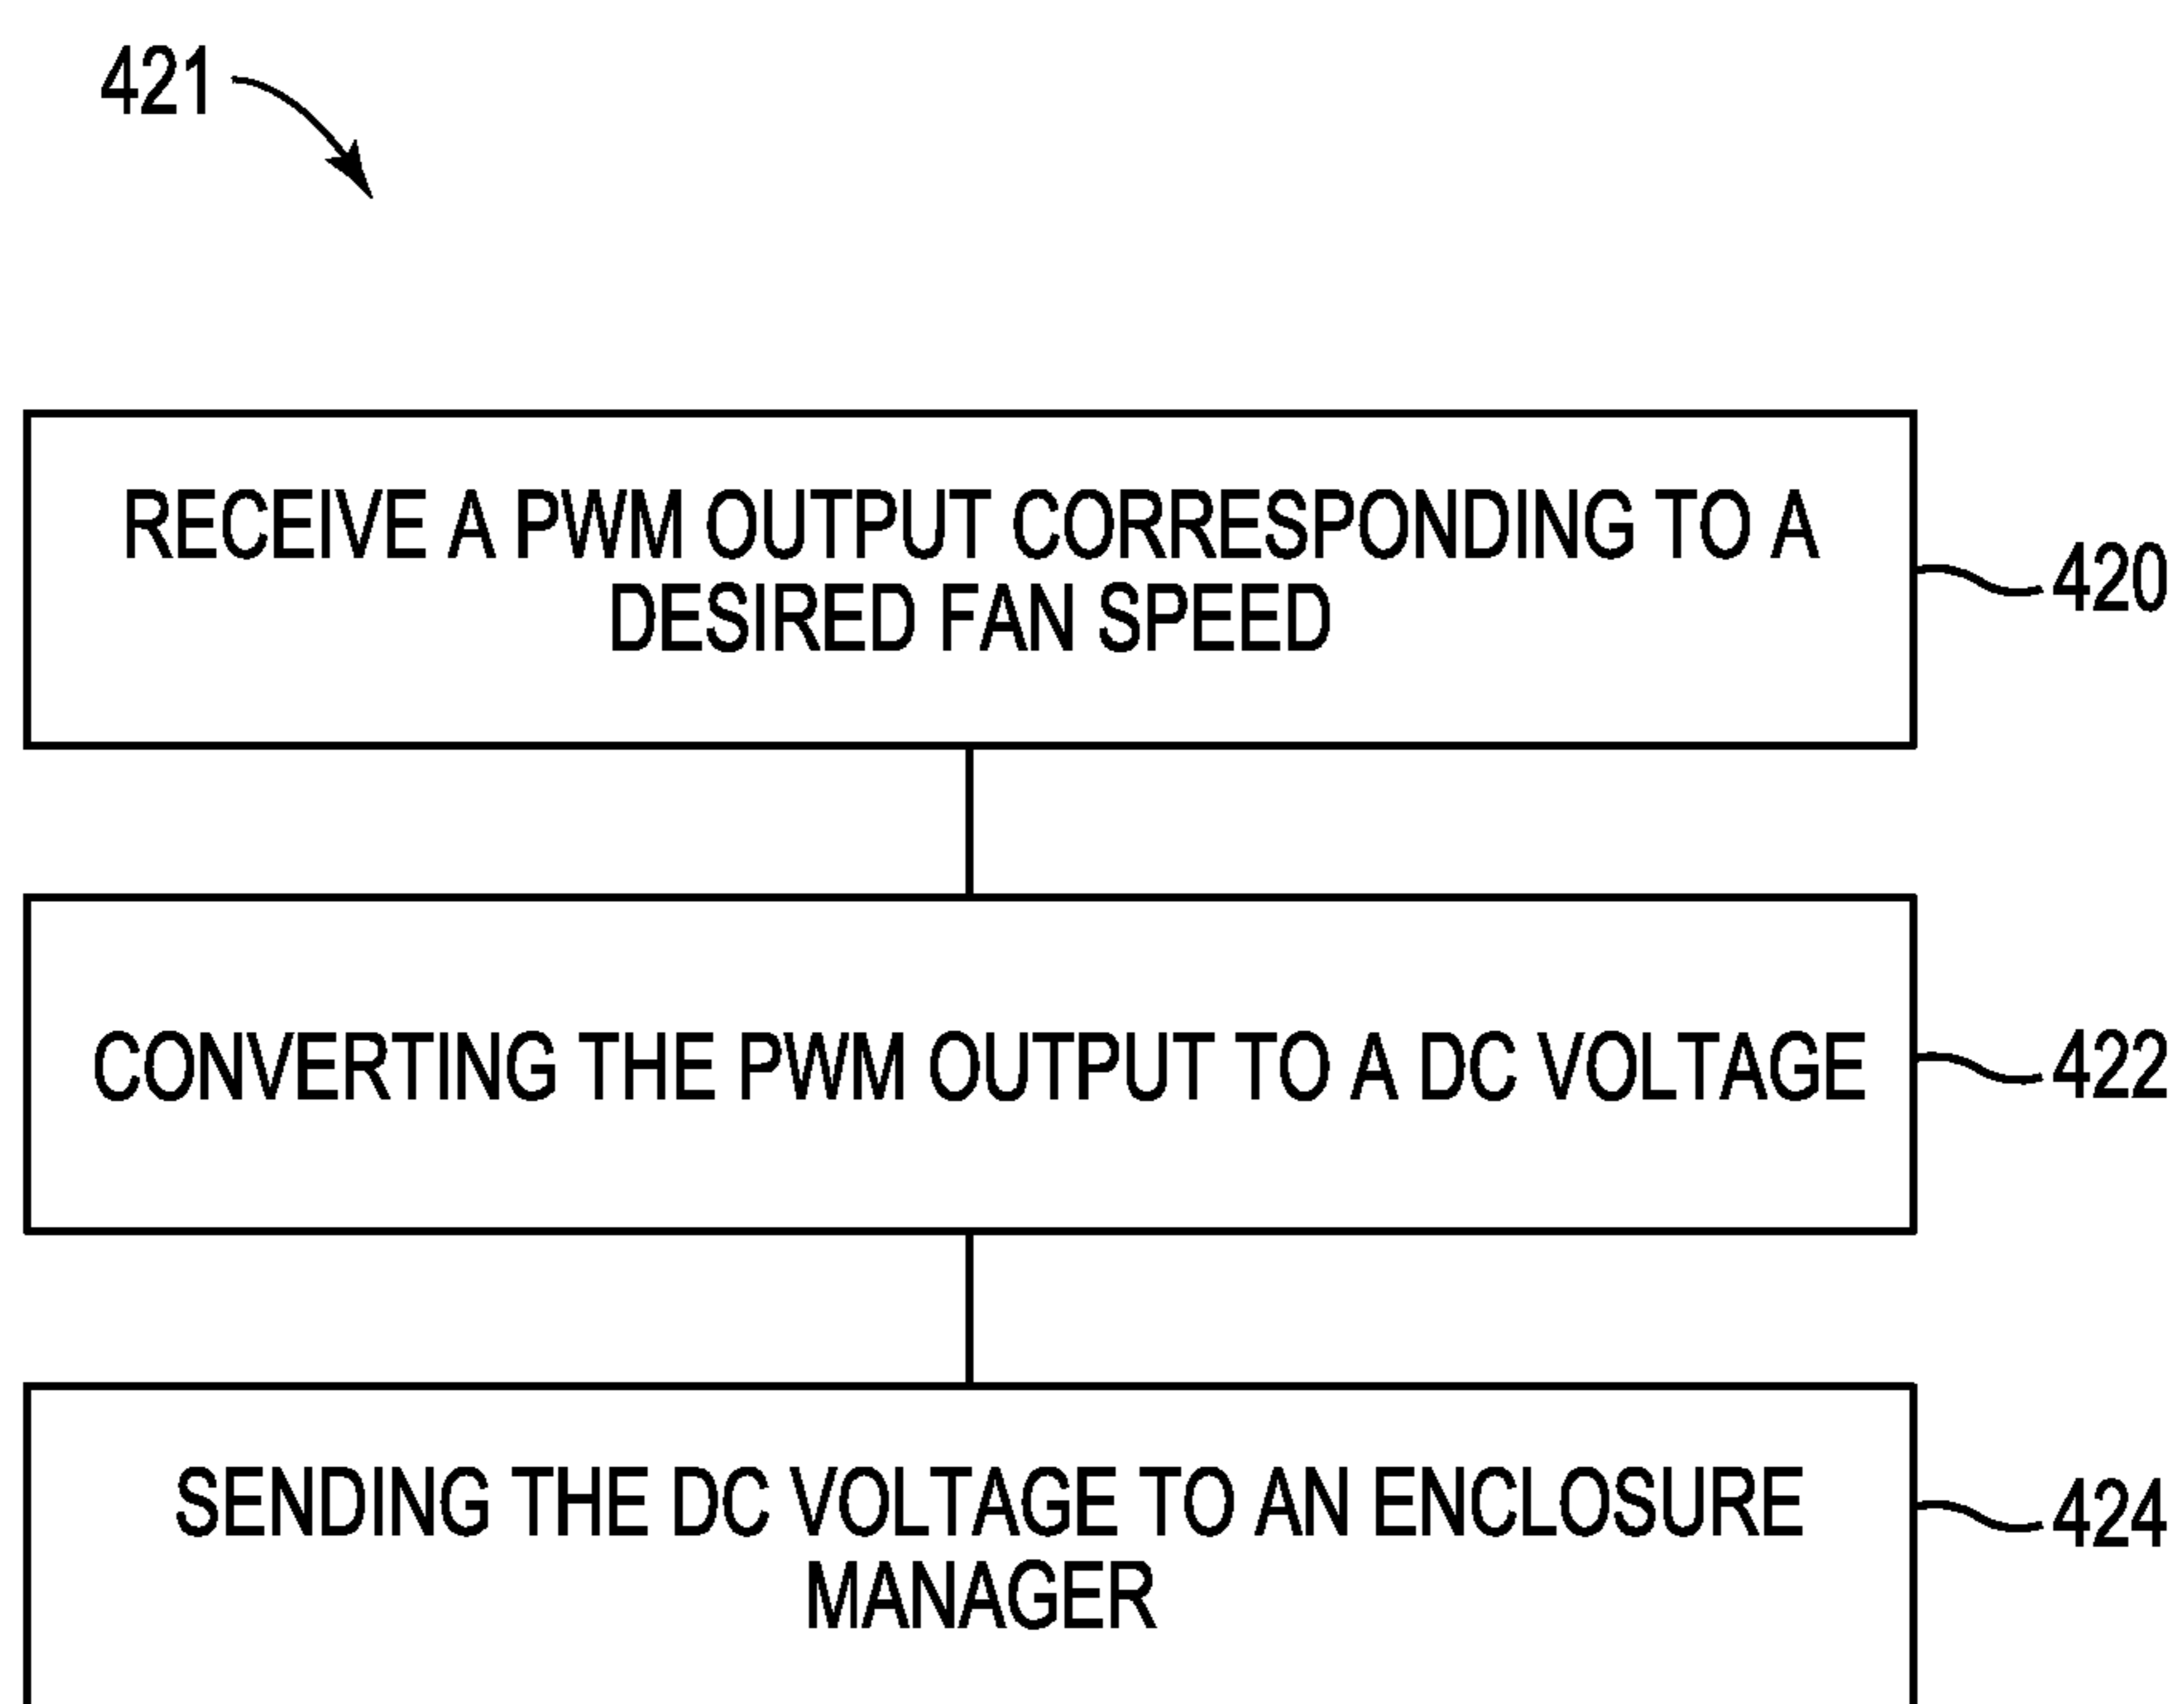 421
RECEIVE A PWM OUTPUT CORRESPONDING TO A
DESIRED FAN SPEED
420
CONVERTING THE PWM OUTPUT TO A DC VOLTAGE
422
SENDING THE DC VOLTAGE TO AN ENCLOSURE
MANAGER
424